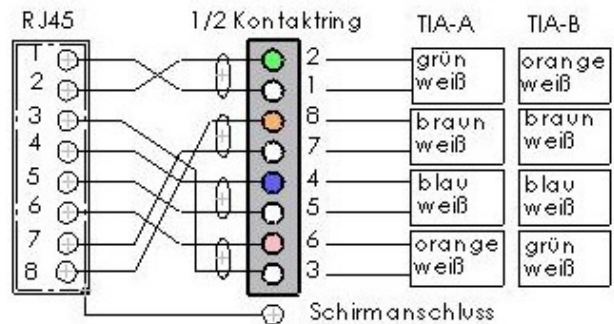 RJ45 1/2 Kontaktring TIA-A TIA-B
1 2 grün orange
2 1 weiß weiß
3 8 braun braun
4 7 weiß weiß
5 4 blau blau
6 5 weiß weiß
7 6 orange grün
8 3 weiß weiß
Schirmanschluss